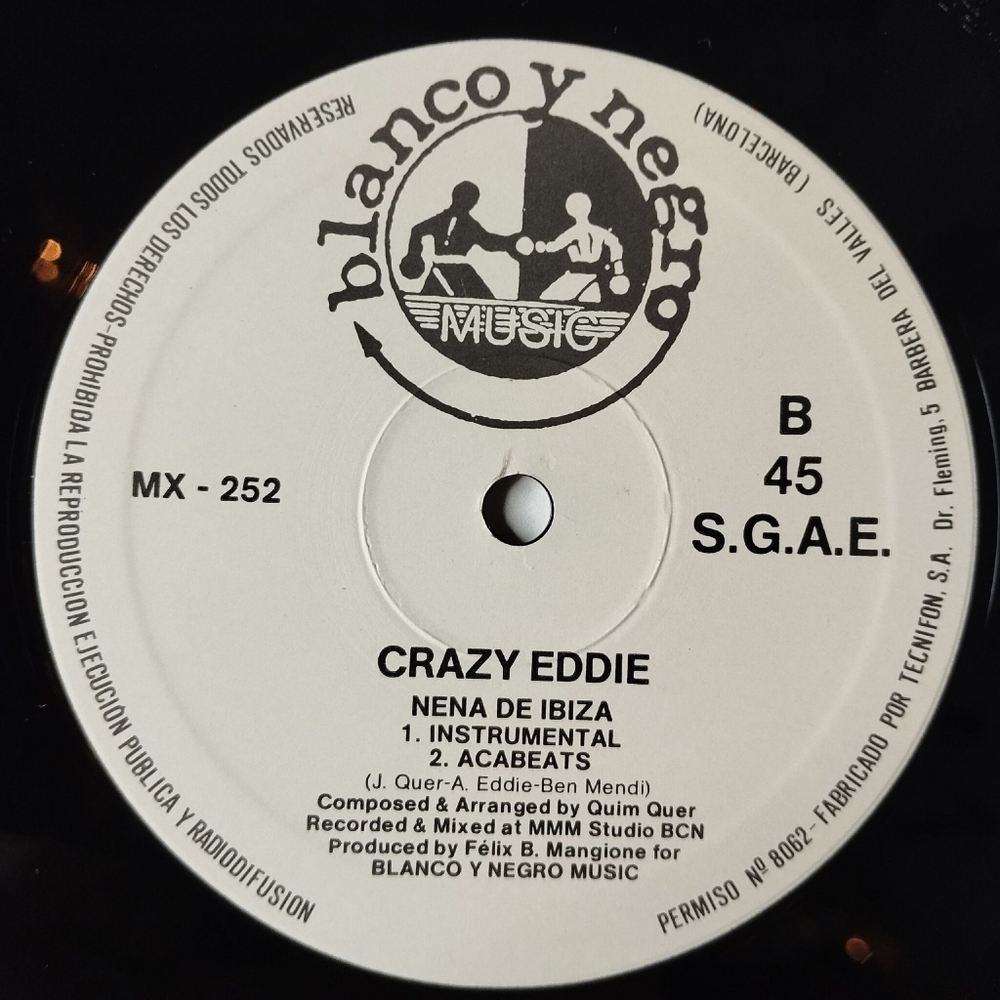 blanco y negro
MUSIC
MX - 252
B
45
S.G.A.E.
CRAZY EDDIE
NENA DE IBIZA
1. INSTRUMENTAL
2. ACABEATS
(J. Quer-A. Eddie-Ben Mendi)
Composed & Arranged by Quim Quer
Recorded & Mixed at MMM Studio BCN
Produced by Félix B. Mangione for
BLANCO Y NEGRO MUSIC
RESERVADOS TODOS LOS DERECHOS-PROHIBIDA LA REPRODUCCION EJECUCIÓN PUBLICA Y RADIODIFUSION
PERMISO Nº 8062-FABRICADO POR TECNIFON, S.A. Dr. Fleming, 5 BARBERA DEL VALLES (BARCELONA)